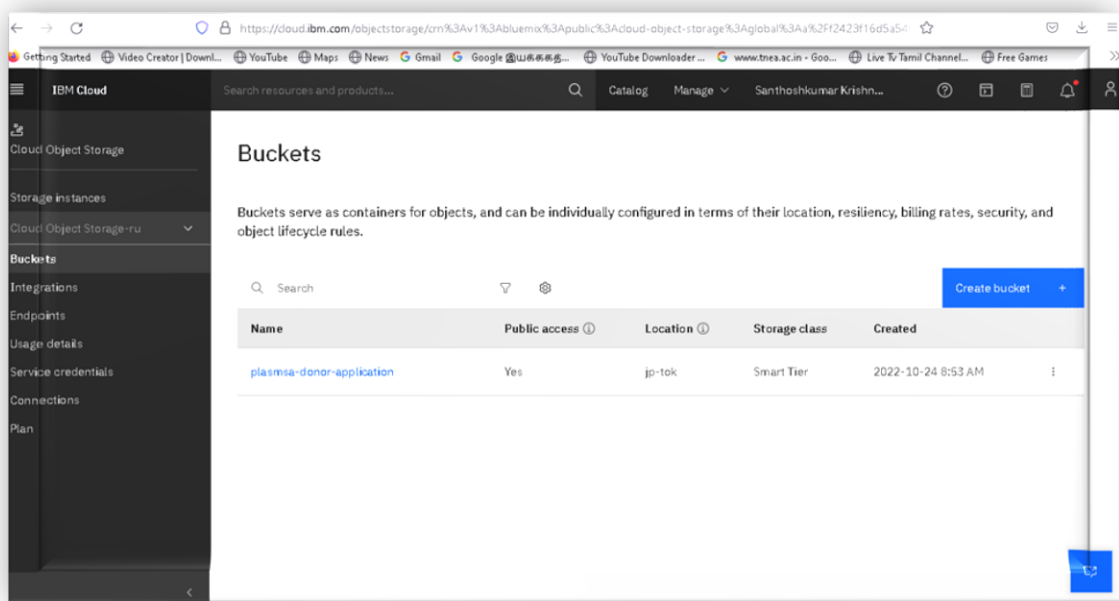 https://cloud.ibm.com/objectstorage/crn%3Av1%3Abluemix%3Apublic%3Acloud-object-storage%3Aglobal%3Aa%2Ff2423f16d5a54
Getting Started Video Creator | Downl... YouTube Maps News Gmail Google YouTube Downloader ... www.tnea.ac.in - Goo... Live Tv Tamil Channel... Free Games
IBM Cloud Search resources and products... Catalog Manage Santhoshkumar Krishn...
Cloud Object Storage
Storage instances
Cloud Object Storage-ru
Buckets
Integrations
Endpoints
Usage details
Service credentials
Connections
Plan
Buckets
Buckets serve as containers for objects, and can be individually configured in terms of their location, resiliency, billing rates, security, and
object lifecycle rules.
Search
Create bucket +
Name Public access Location Storage class Created
plasmsa-donor-application Yes jp-tok Smart Tier 2022-10-24 8:53 AM